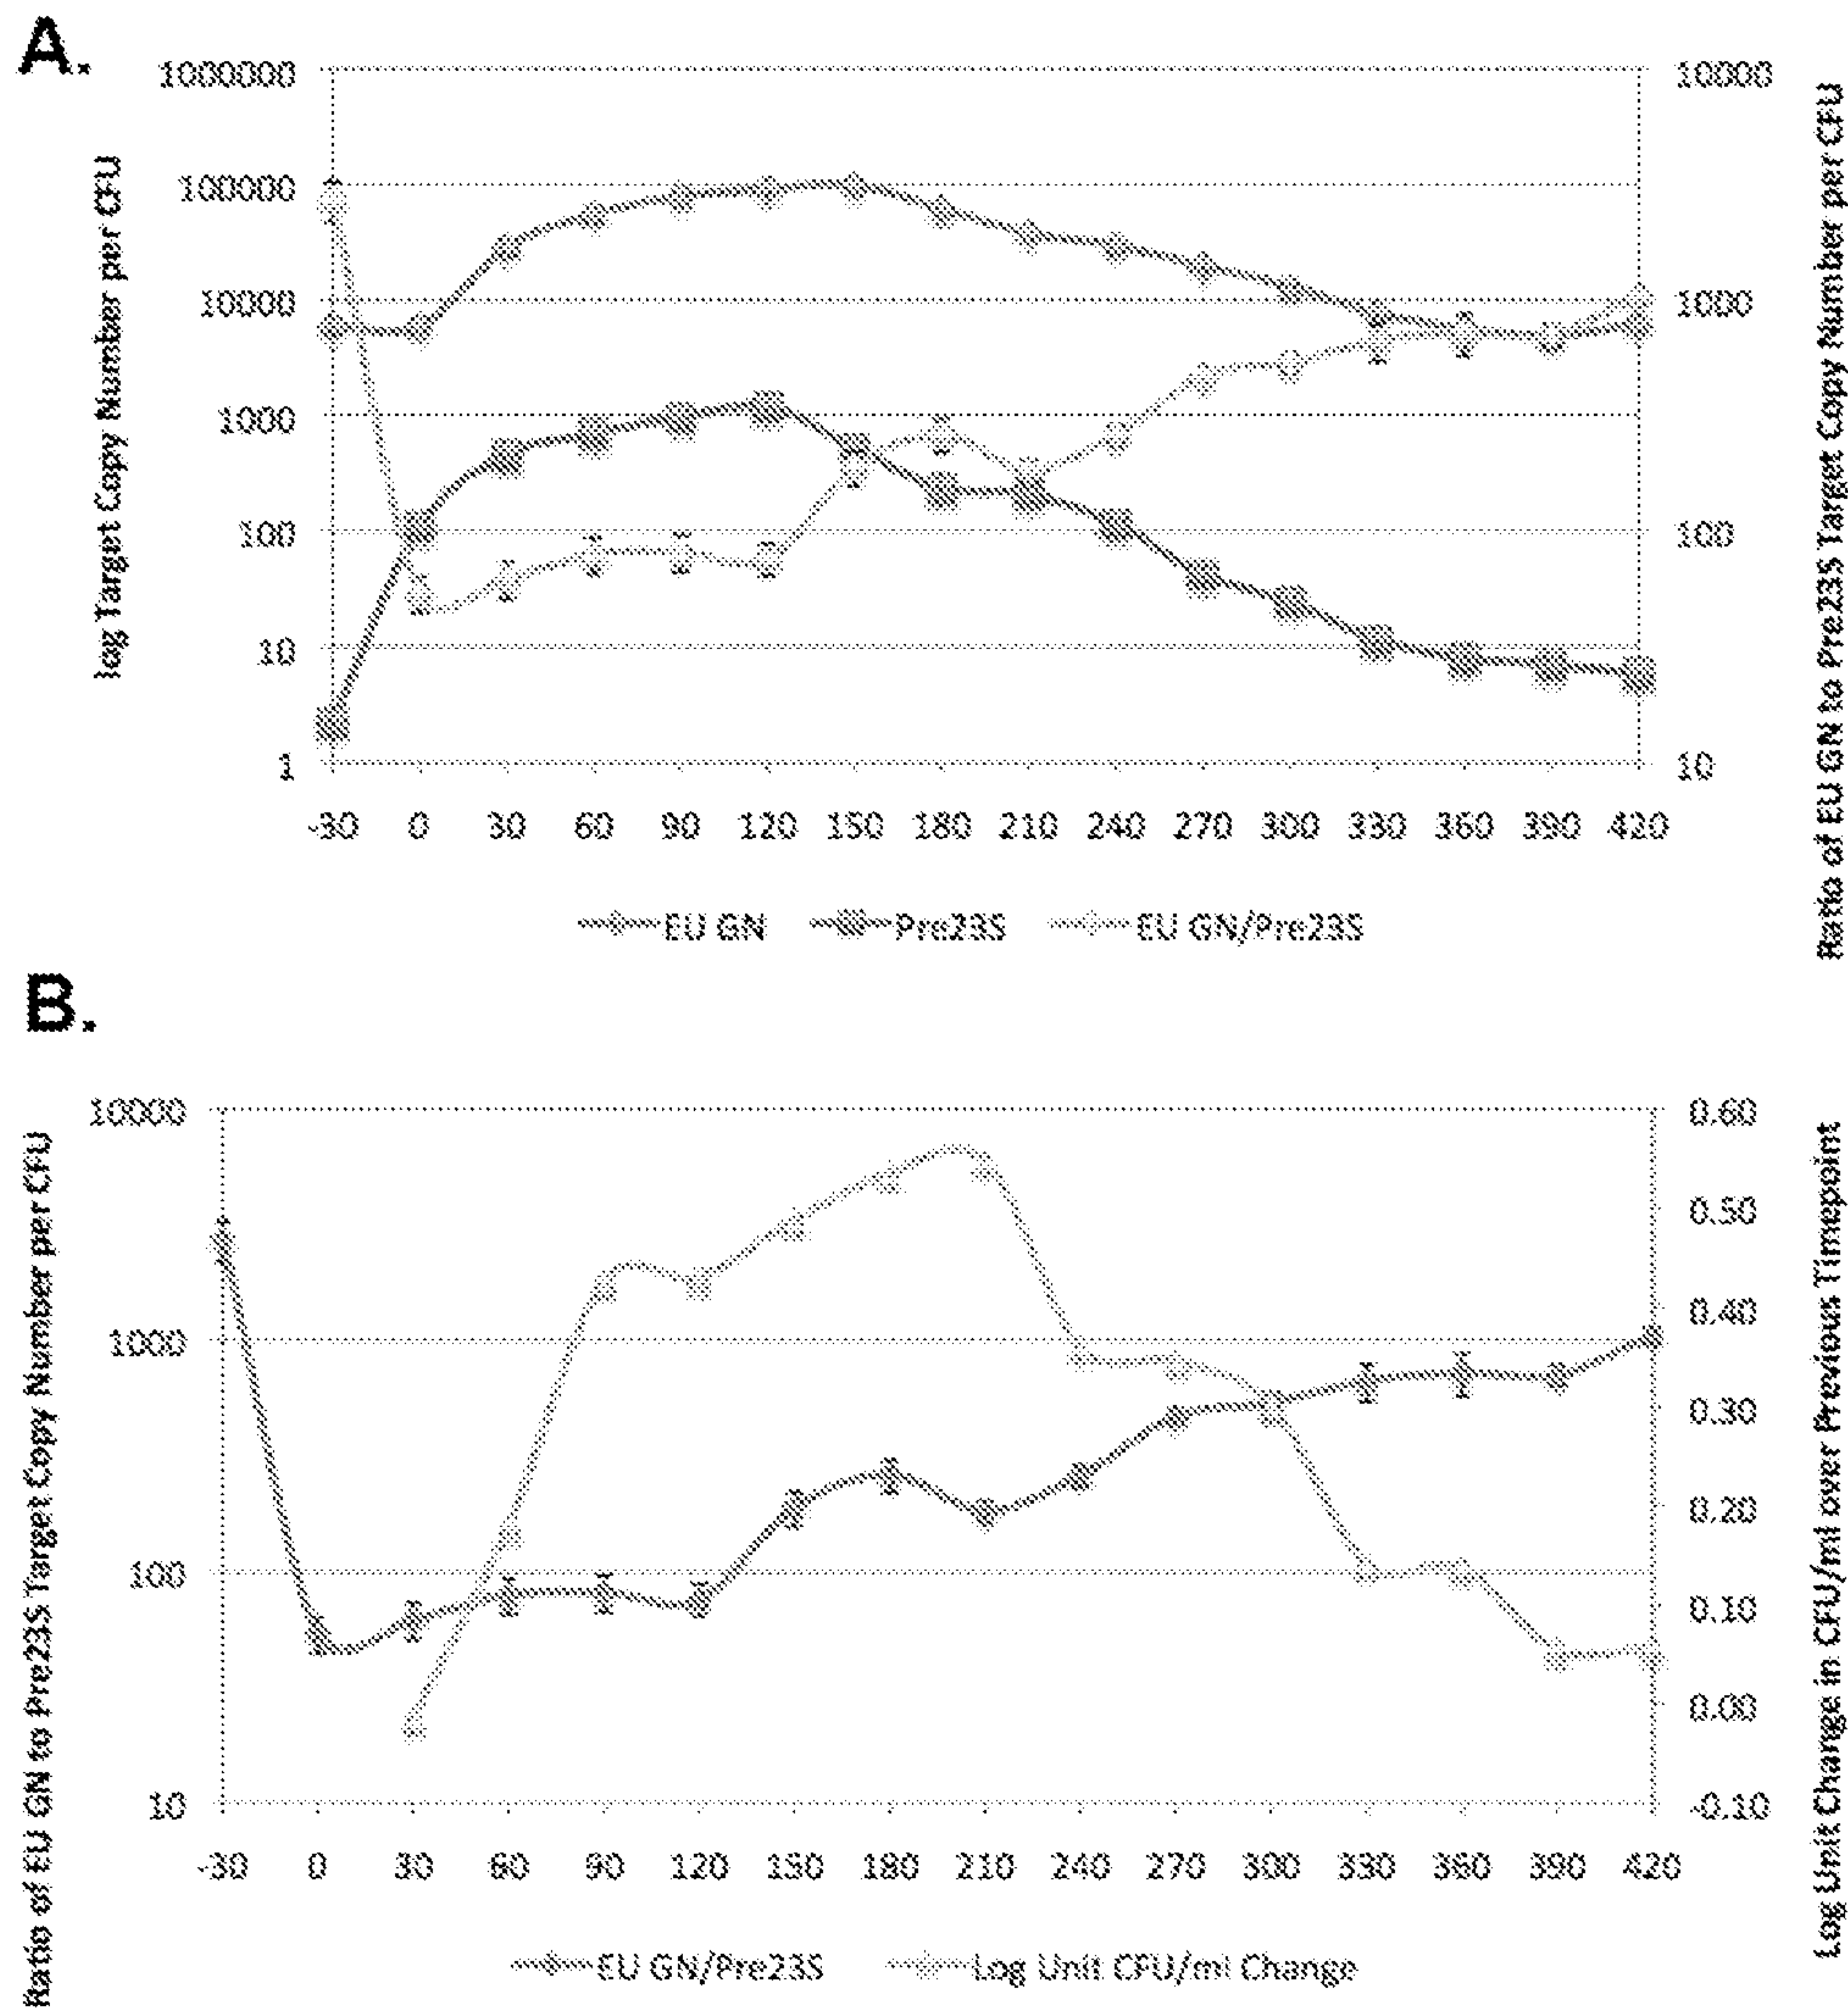 A.
log Target Copy Number per CFU
1000000
100000
10000
1000
100
10
1
10000
1000
100
10
Ratio of EU GN to Pre23S Target Copy Number per CFU
-30 0 30 60 90 120 150 180 210 240 270 300 330 360 390 420
EU GN Pre23S EU GN/Pre23S
B.
Ratio of EU GN to Pre23S Target Copy Number per CFU
10000
1000
100
10
0.60
0.50
0.40
0.30
0.20
0.10
0.00
-0.10
Log Unit Change in CFU/ml over Previous Timepoint
-30 0 30 60 90 120 150 180 210 240 270 300 330 360 390 420
EU GN/Pre23S Log Unit CFU/ml Change